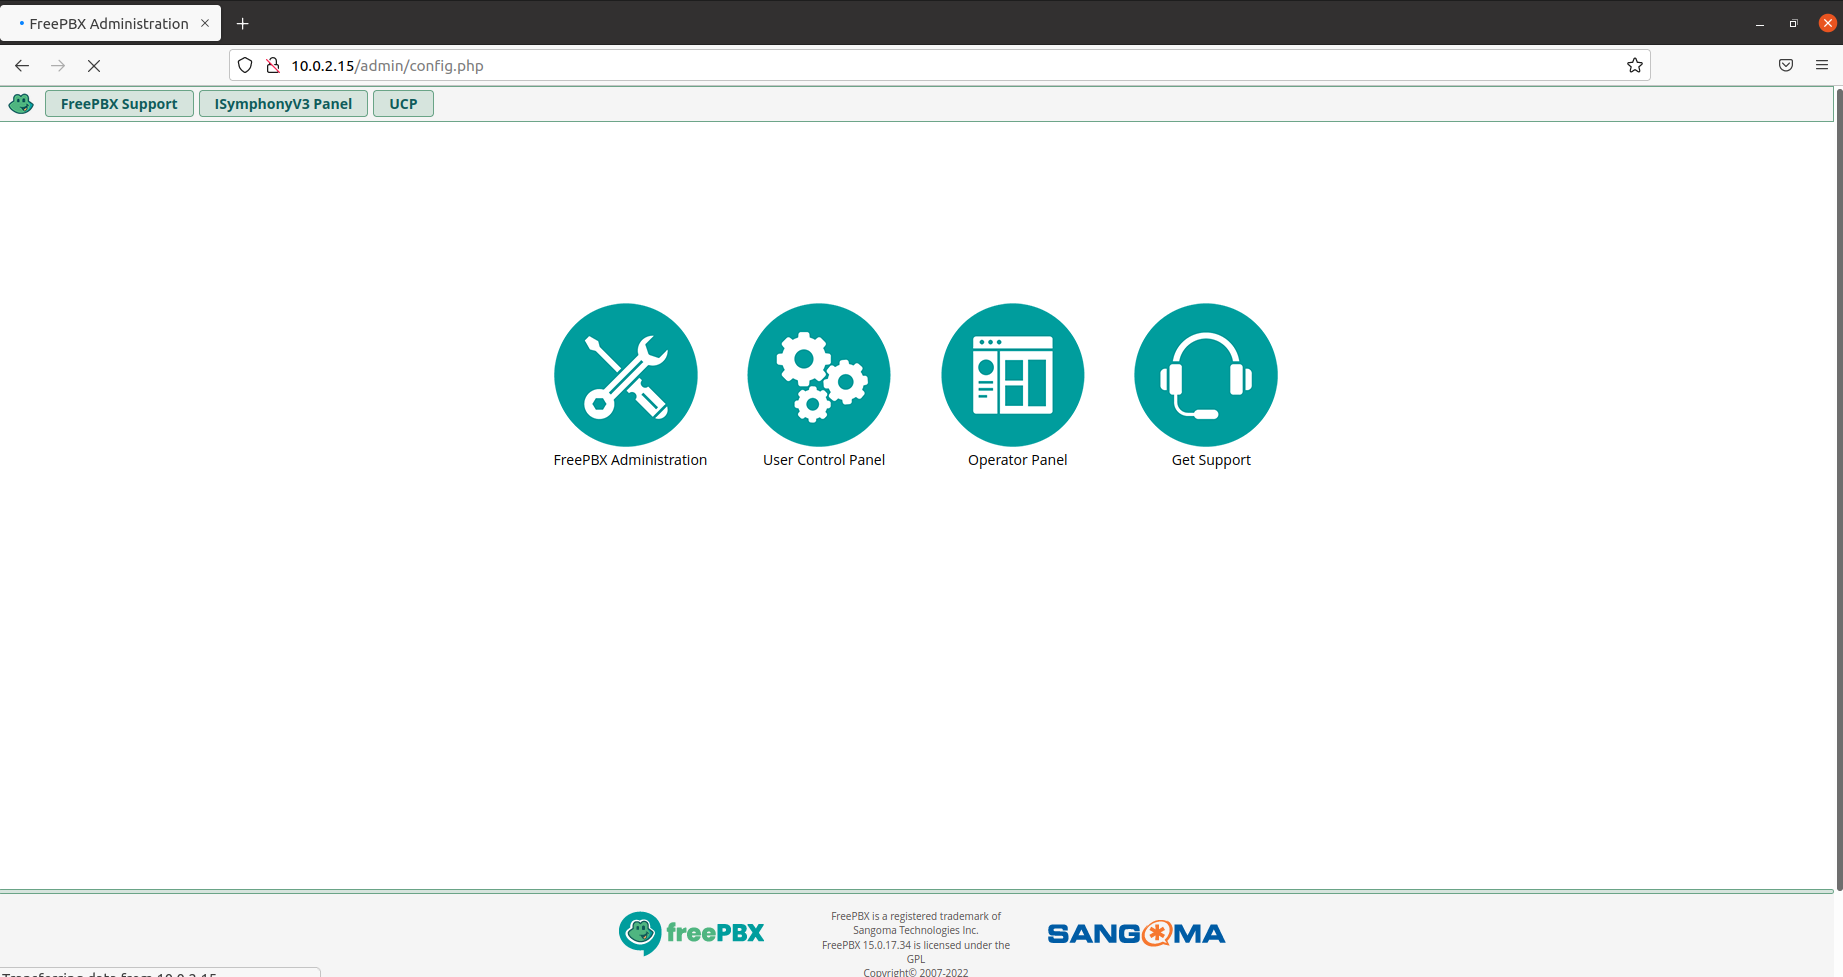 FreePBX Administration
10.0.2.15/admin/config.php
FreePBX Support
ISymphonyV3 Panel
UCP
FreePBX Administration
User Control Panel
Operator Panel
Get Support
freePBX
FreePBX is a registered trademark of
Sangoma Technologies Inc.
FreePBX 15.0.17.34 is licensed under the
GPL
Copyright© 2007-2022
SANGOMA
Transferring data from 10.0.2.15...